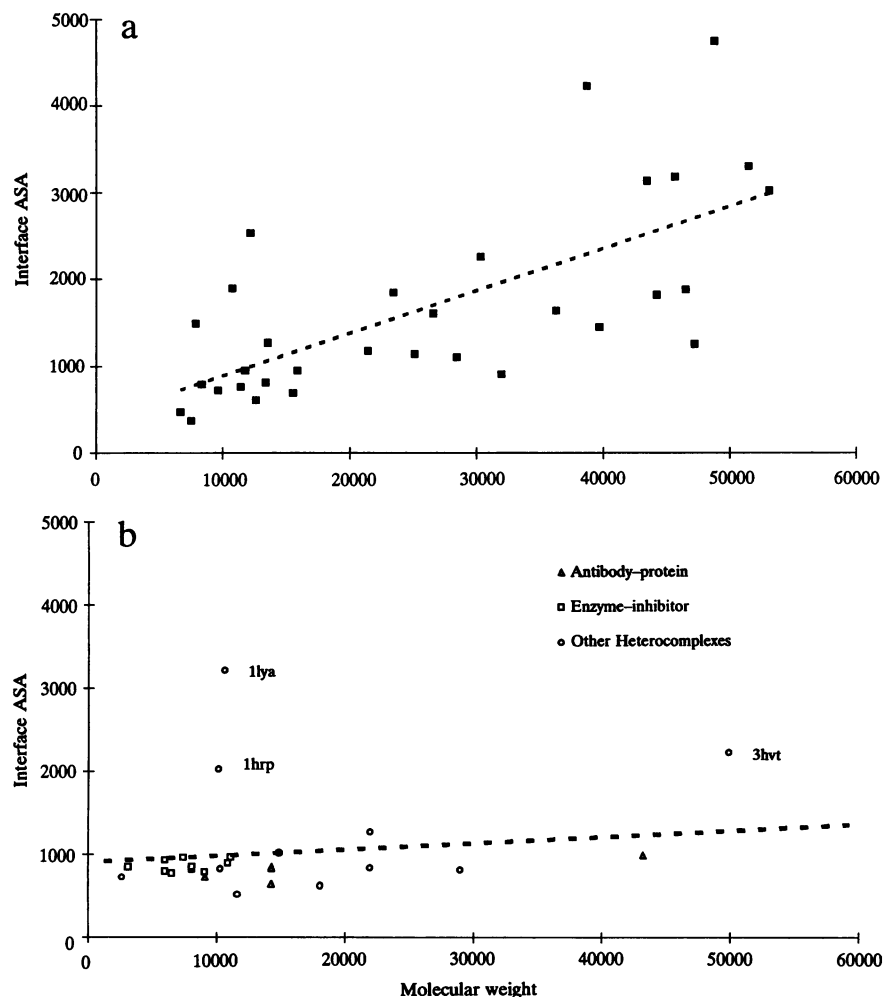 a
5000
4000
3000
2000
1000
0
Interface ASA
0 10000 20000 30000 40000 50000 60000
b
5000
4000
3000
2000
1000
0
Interface ASA
Antibody–protein
Enzyme–inhibitor
Other Heterocomplexes
1lya
1hrp
3hvt
0 10000 20000 30000 40000 50000 60000
Molecular weight